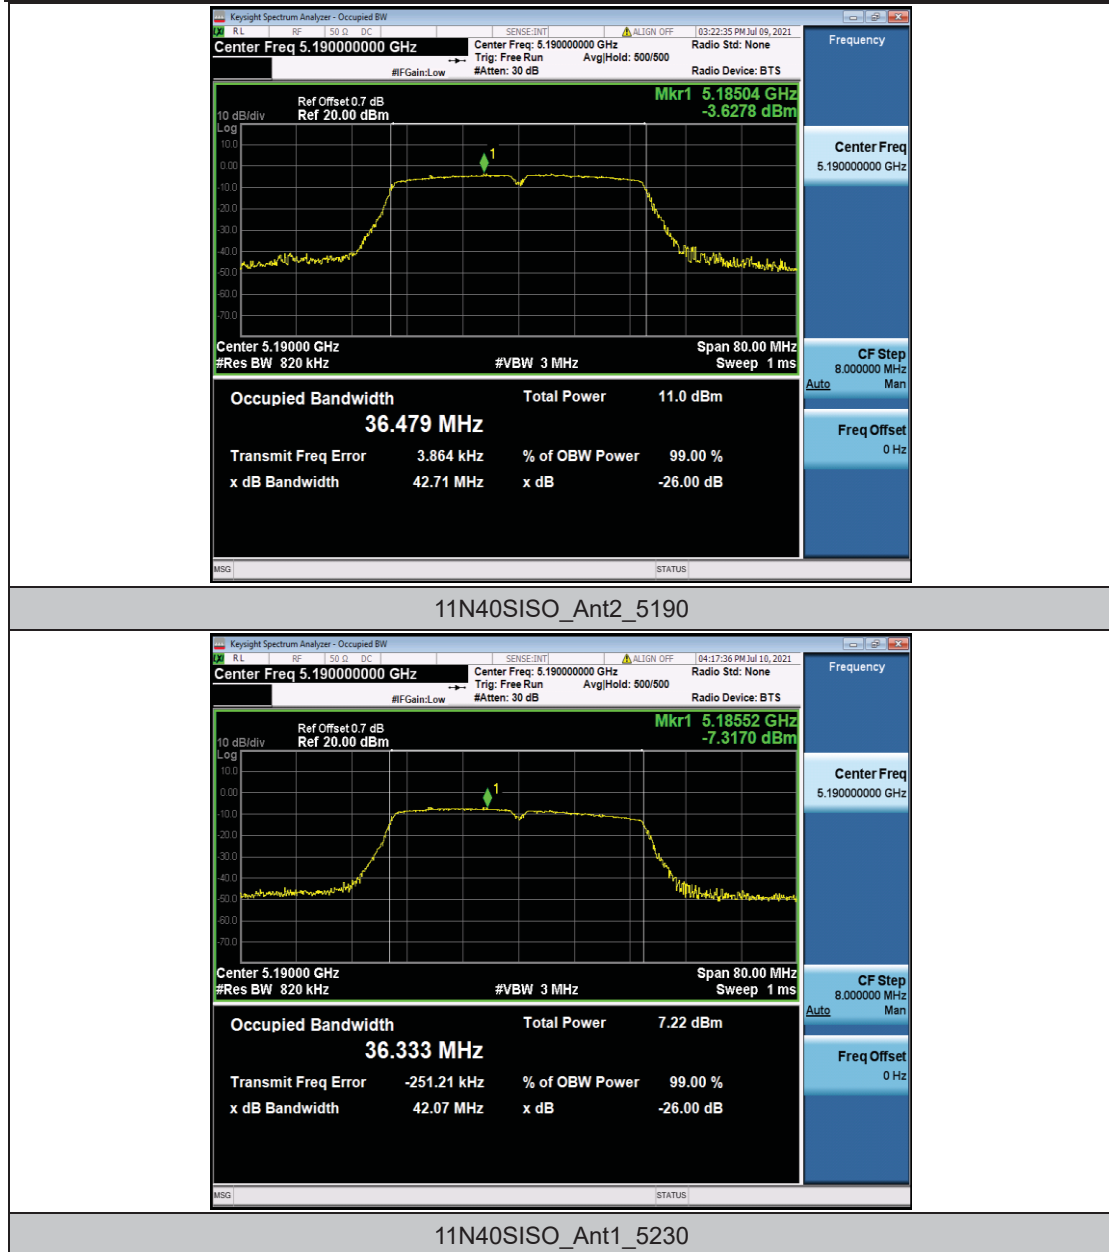 Keysight Spectrum Analyzer - Occupied BW
RL RF 50 Ω DC SENSE:INT ALIGN OFF 03:22:35 PM Jul 09, 2021
Center Freq 5.190000000 GHz Center Freq: 5.190000000 GHz Radio Std: None
Trig: Free Run Avg|Hold: 500/500
#IFGain:Low #Atten: 30 dB Radio Device: BTS
Frequency
Mkr1 5.18504 GHz
-3.6278 dBm
Ref Offset 0.7 dB
10 dB/div Ref 20.00 dBm
Log
10.0
0.00
-10.0
-20.0
-30.0
-40.0
-50.0
-60.0
-70.0
1
Center 5.19000 GHz Span 80.00 MHz
#Res BW 820 kHz #VBW 3 MHz Sweep 1 ms
Center Freq
5.190000000 GHz
CF Step
8.000000 MHz
Auto Man
Freq Offset
0 Hz
Occupied Bandwidth Total Power 11.0 dBm
36.479 MHz
Transmit Freq Error 3.864 kHz % of OBW Power 99.00 %
x dB Bandwidth 42.71 MHz x dB -26.00 dB
MSG STATUS
11N40SISO_Ant2_5190
Keysight Spectrum Analyzer - Occupied BW
RL RF 50 Ω DC SENSE:INT ALIGN OFF 04:17:36 PM Jul 10, 2021
Center Freq 5.190000000 GHz Center Freq: 5.190000000 GHz Radio Std: None
Trig: Free Run Avg|Hold: 500/500
#IFGain:Low #Atten: 30 dB Radio Device: BTS
Frequency
Mkr1 5.18552 GHz
-7.3170 dBm
Ref Offset 0.7 dB
10 dB/div Ref 20.00 dBm
Log
10.0
0.00
-10.0
-20.0
-30.0
-40.0
-50.0
-60.0
-70.0
1
Center 5.19000 GHz Span 80.00 MHz
#Res BW 820 kHz #VBW 3 MHz Sweep 1 ms
Center Freq
5.190000000 GHz
CF Step
8.000000 MHz
Auto Man
Freq Offset
0 Hz
Occupied Bandwidth Total Power 7.22 dBm
36.333 MHz
Transmit Freq Error -251.21 kHz % of OBW Power 99.00 %
x dB Bandwidth 42.07 MHz x dB -26.00 dB
MSG STATUS
11N40SISO_Ant1_5230